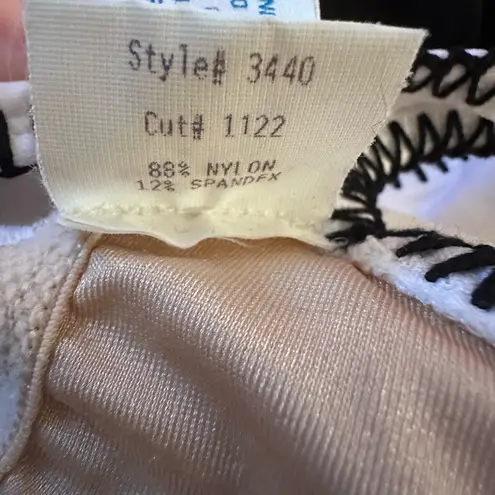 Style# 3440
Cut# 1122
88% NYLON
12% SPANDEX